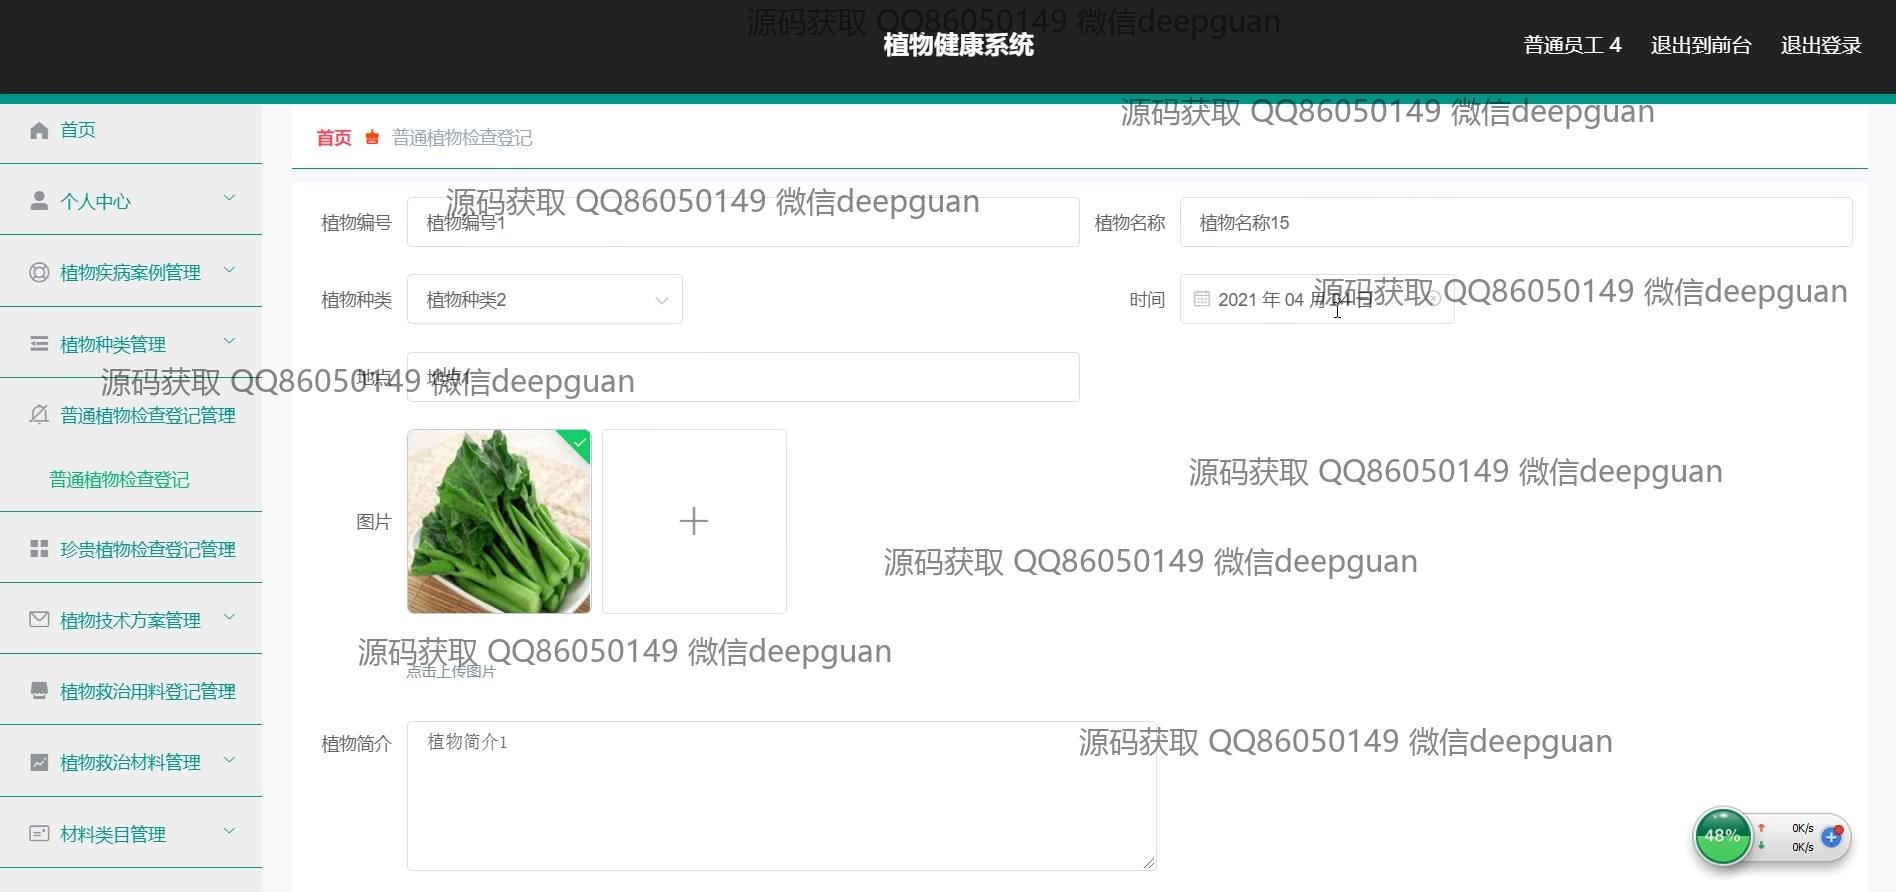 源码获取 QQ86050149 微信deepguan
植物健康系统
普通员工 4 退出到前台 退出登录
源码获取 QQ86050149 微信deepguan
首页
首页 普通植物检查登记
个人中心
源码获取 QQ86050149 微信deepguan
植物编号 植物编号1 植物名称 植物名称15
植物疾病案例管理
植物种类 植物种类2 时间 2021 年 04 月 04 日
源码获取 QQ86050149 微信deepguan
植物种类管理
地点 地点1
源码获取 QQ86050149 微信deepguan
普通植物检查登记管理
普通植物检查登记
源码获取 QQ86050149 微信deepguan
图片
珍贵植物检查登记管理
源码获取 QQ86050149 微信deepguan
植物技术方案管理
源码获取 QQ86050149 微信deepguan
点击上传图片
植物救治用料登记管理
植物简介 植物简介1
源码获取 QQ86050149 微信deepguan
植物救治材料管理
材料类目管理
48% 0K/s
0K/s